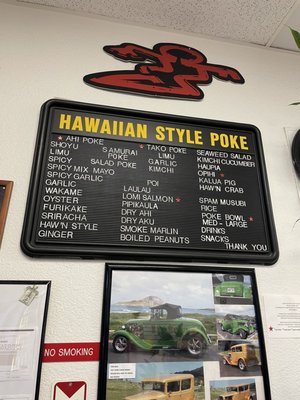 HAWAIIAN STYLE POKE
★ AHI POKE
SHOYU
LIMU
SPICY
SPICY MIX MAYO
SPICY GARLIC
GARLIC
WAKAME
OYSTER
FURIKAKE
SRIRACHA
HAW'N STYLE
GINGER
SAMURAI
POKE
SALAD POKE
★ TAKO POKE
LIMU
GARLIC
KIMCHI
POI
LAULAU
LOMI SALMON ★
PIPIKAULA
DRY AHI
DRY AKU
SMOKE MARLIN
BOILED PEANUTS
SEAWEED SALAD
KIMCHI CUCUMBER
HAUPIA
OPIHI ★
KALUA PIG
HAW'N CRAB
SPAM MUSUBI
RICE
POKE BOWL ★
MED - LARGE
DRINKS
SNACKS
THANK YOU
NO SMOKING